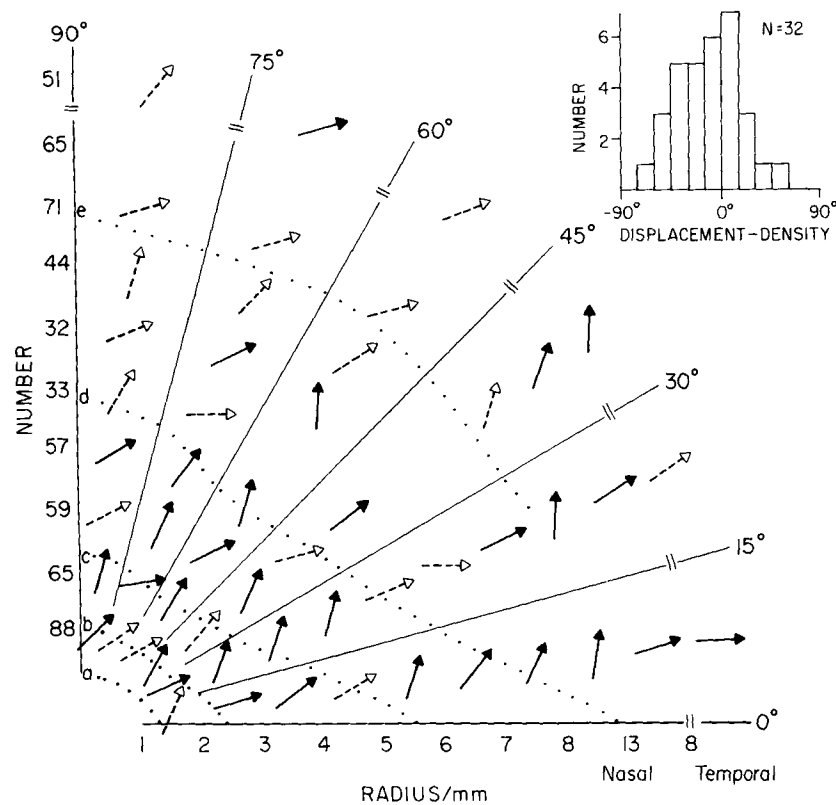 90°
75°
60°
45°
30°
15°
0°
NUMBER
51
65
71
44
32
33
57
59
65
88
e
d
c
b
a
1 2 3 4 5 6 7 8 13 8
Nasal Temporal
RADIUS/mm
NUMBER
6
4
2
N=32
-90° 0° 90°
DISPLACEMENT-DENSITY